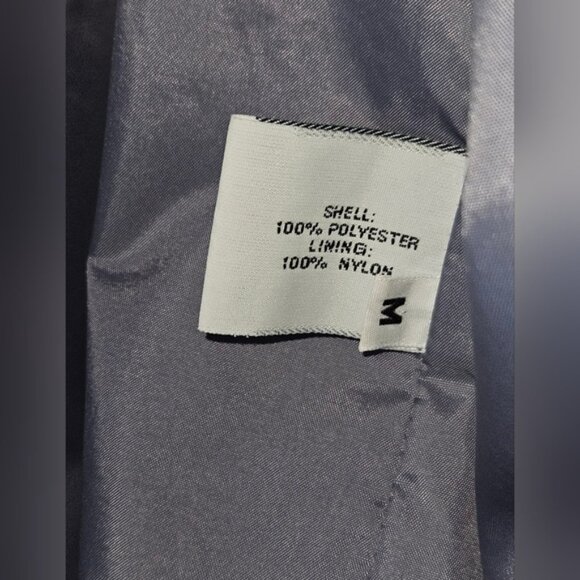 SHELL:
100% POLYESTER
LINING:
100% NYLON
M